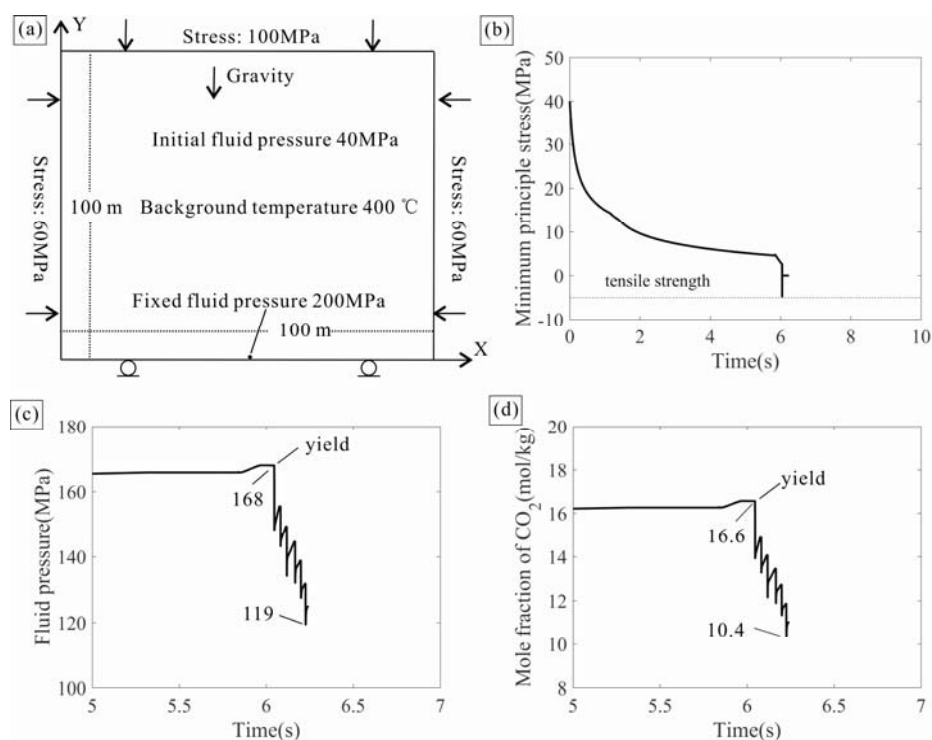 (a)
Y
Stress: 100MPa
Gravity
Initial fluid pressure 40MPa
Stress: 60MPa
100 m
Background temperature 400 ℃
Stress: 60MPa
Fixed fluid pressure 200MPa
100 m
X
(b)
Minimum principle stress(MPa)
50
40
30
20
10
0
-10
tensile strength
0 2 4 6 8 10
Time(s)
(c)
Fluid pressure(MPa)
180
160
140
120
100
yield
168
119
5 5.5 6 6.5 7
Time(s)
(d)
Mole fraction of CO2(mol/kg)
20
18
16
14
12
10
8
yield
16.6
10.4
5 5.5 6 6.5 7
Time(s)